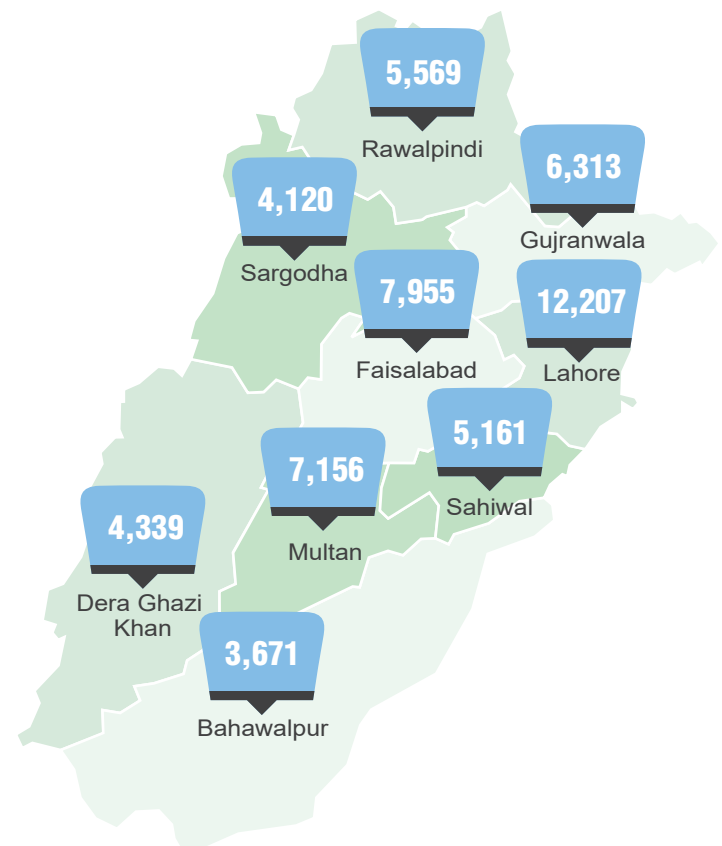 5,569
Rawalpindi
6,313
Gujranwala
4,120
Sargodha
7,955
Faisalabad
12,207
Lahore
5,161
Sahiwal
7,156
Multan
4,339
Dera Ghazi
Khan
3,671
Bahawalpur